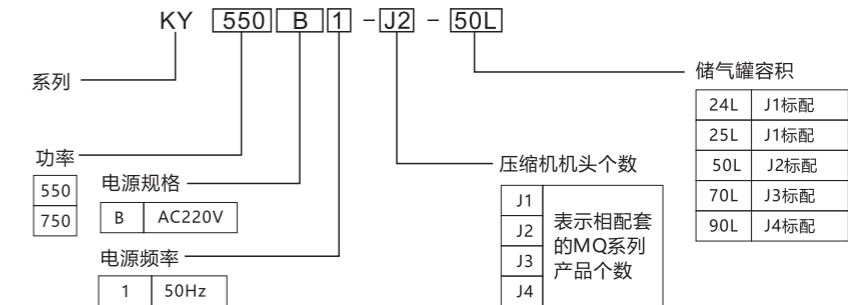 KY 550 B 1 - J2 - 50L
系列
储气罐容积
24L J1标配
25L J1标配
50L J2标配
70L J3标配
90L J4标配
功率
550
750
电源规格
B AC220V
电源频率
1 50Hz
压缩机机头个数
J1
J2
J3
J4
表示相配套
的MQ系列
产品个数